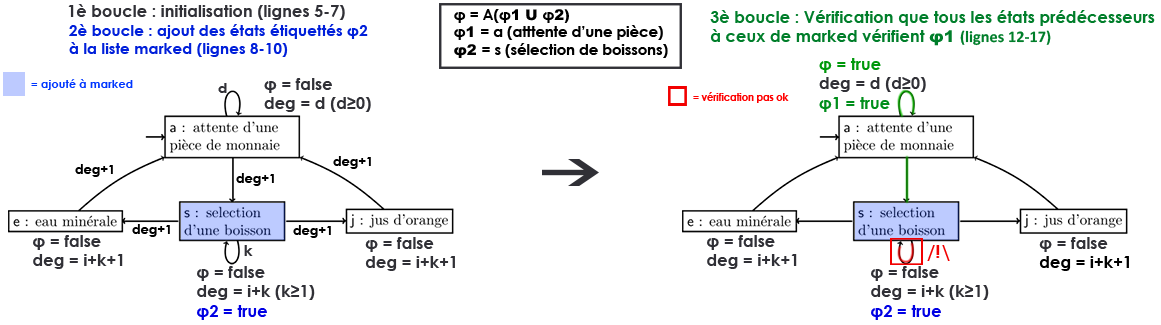 1è boucle : initialisation (lignes 5-7)
2è boucle : ajout des états étiquettés φ2
à la liste marked (lignes 8-10)
= ajouté à marked
φ = false
deg = d (d≥0)
d
a : attente d'une
pièce de monnaie
deg+1
deg+1
deg+1
e : eau minérale
s : selection
d'une boisson
j : jus d'orange
deg+1
deg+1
φ = false
deg = i+k+1
k
φ = false
deg = i+k+1
φ = false
deg = i+k (k≥1)
φ2 = true
φ = A(φ1 U φ2)
φ1 = a (atttente d'une pièce)
φ2 = s (sélection de boissons)
3è boucle : Vérification que tous les états prédécesseurs
à ceux de marked vérifient φ1 (lignes 12-17)
= vérification pas ok
φ = true
deg = d (d≥0)
φ1 = true
a : attente d'une
pièce de monnaie
e : eau minérale
s : selection
d'une boisson
j : jus d'orange
φ = false
deg = i+k+1
/!\
φ = false
deg = i+k+1
φ = false
deg = i+k (k≥1)
φ2 = true